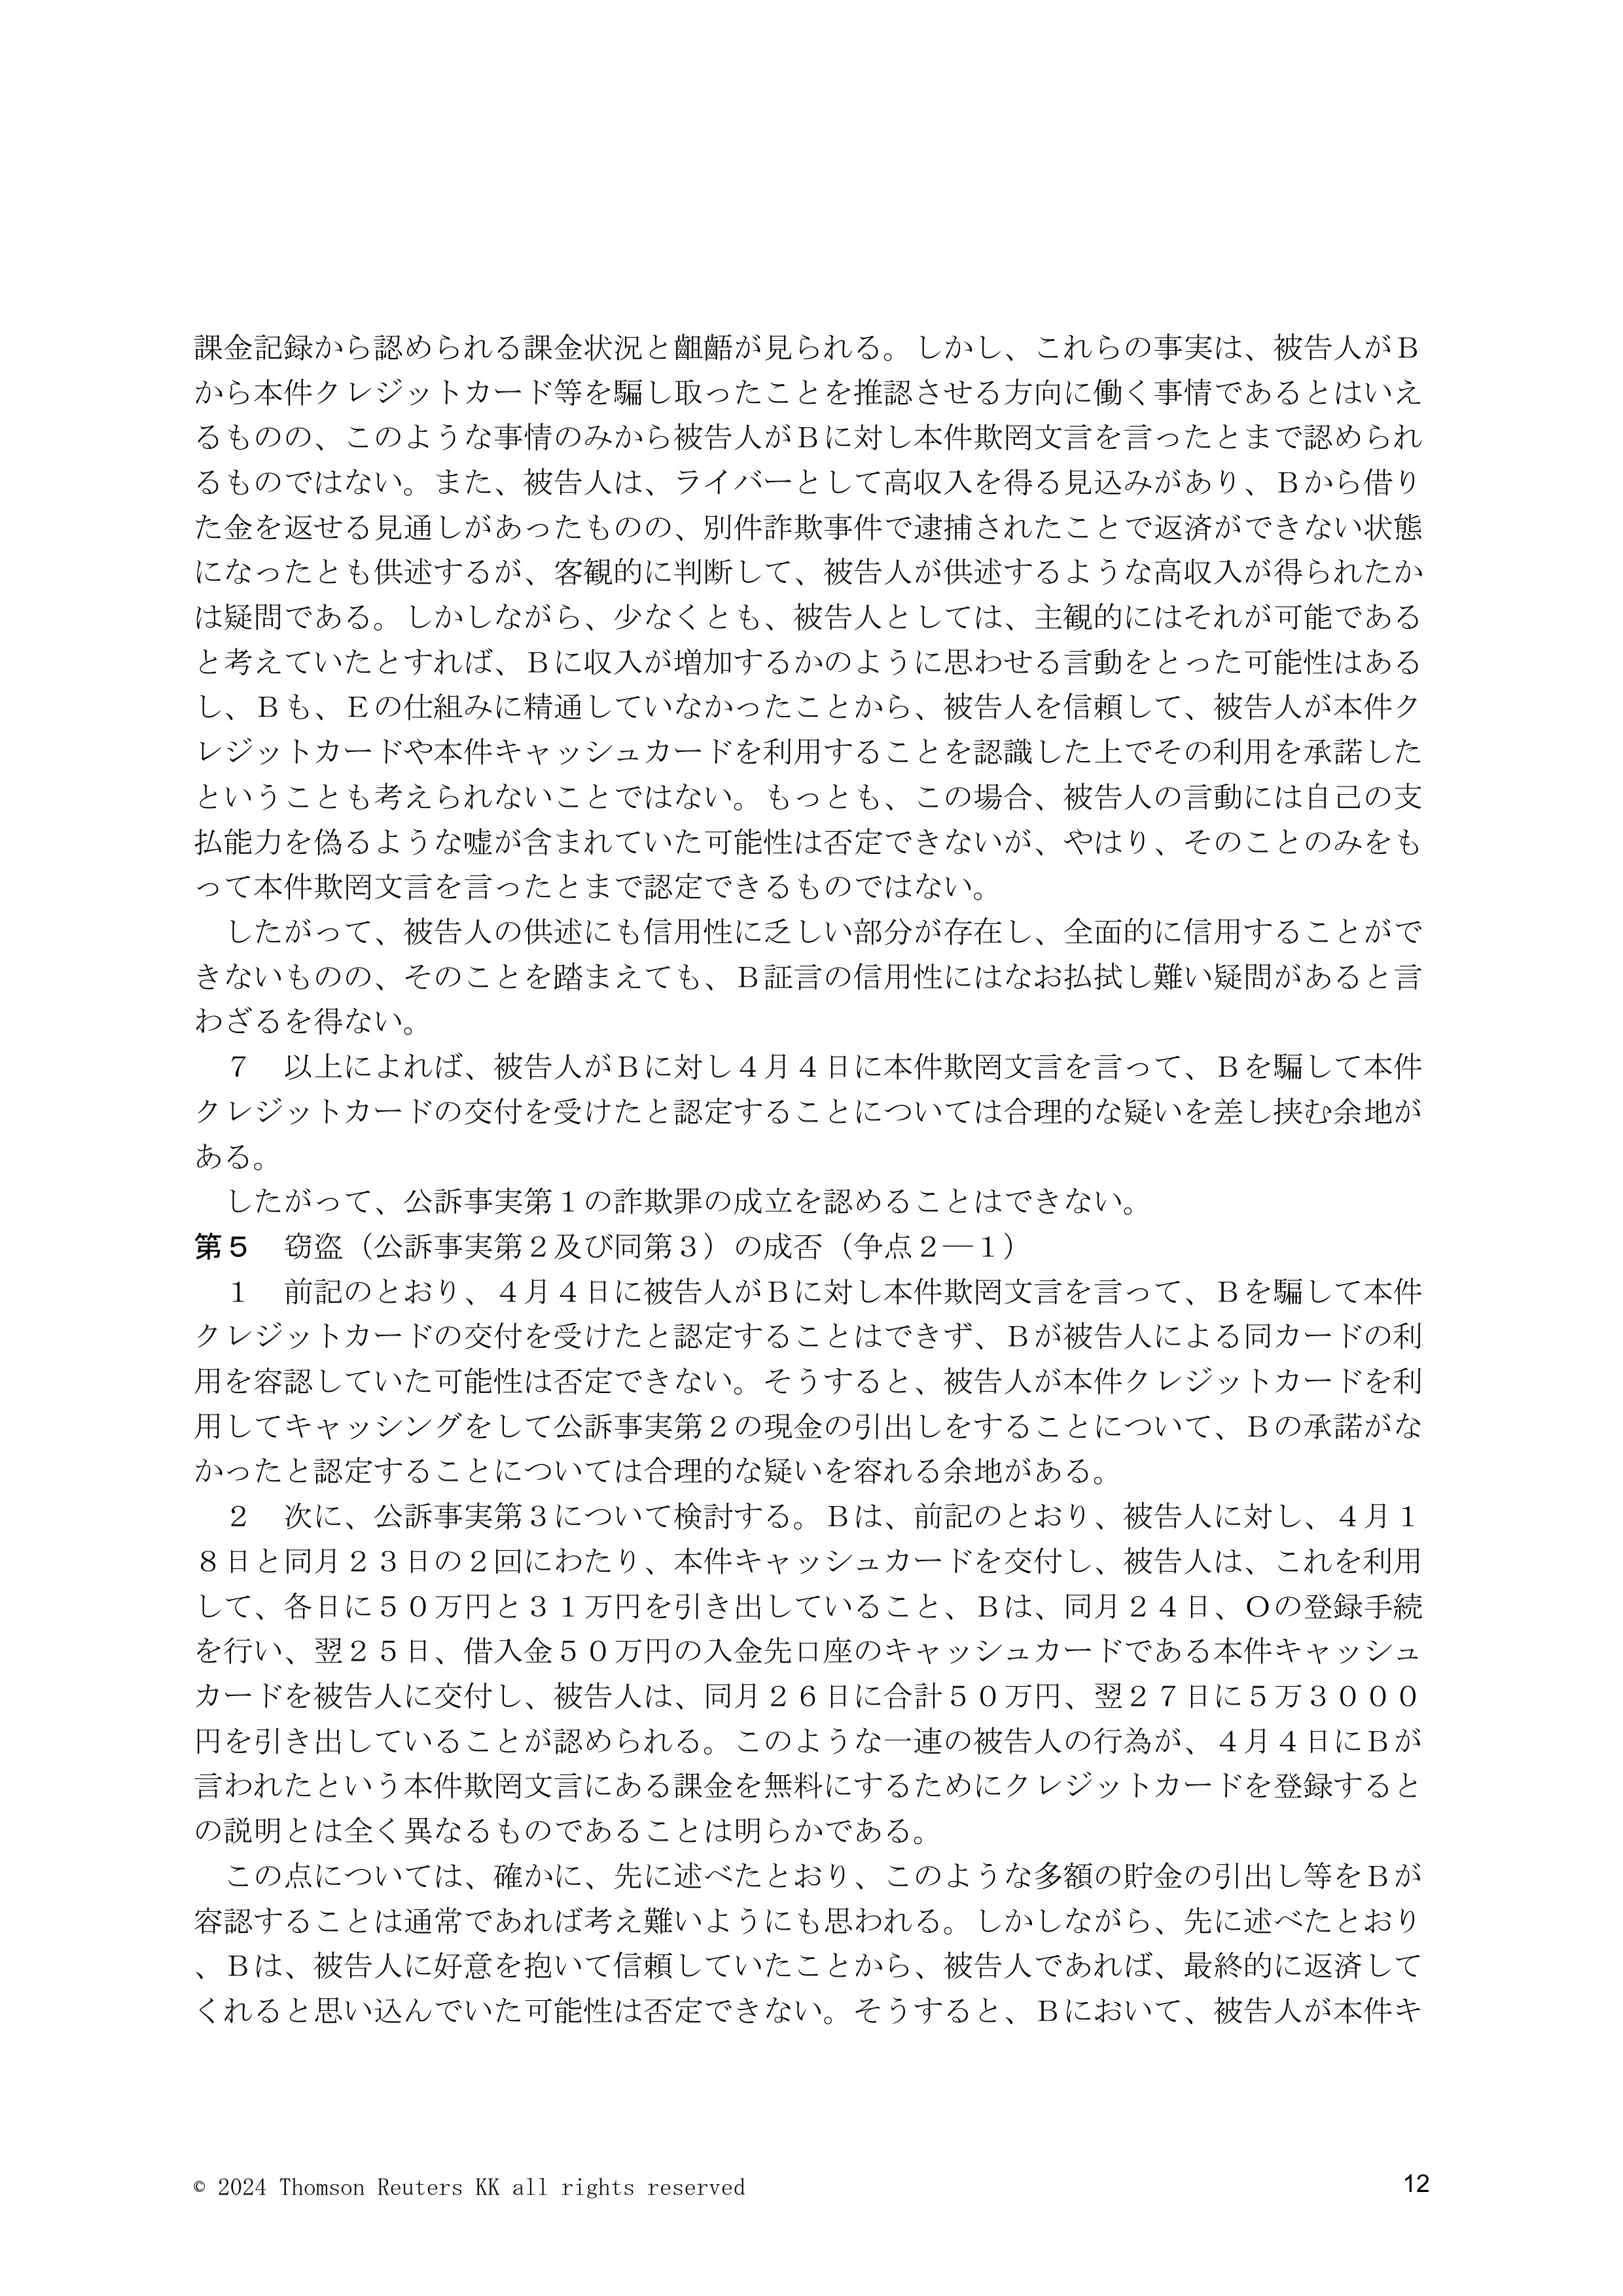 課金記録から認められる課金状況と齟齬が見られる。しかし、これらの事実は、被告人がＢ
から本件クレジットカード等を騙し取ったことを推認させる方向に働く事情であるとはいえ
るものの、このような事情のみから被告人がＢに対し本件欺罔文言を言ったとまで認められ
るものではない。また、被告人は、ライバーとして高収入を得る見込みがあり、Ｂから借り
た金を返せる見通しがあったものの、別件詐欺事件で逮捕されたことで返済ができない状態
になったとも供述するが、客観的に判断して、被告人が供述するような高収入が得られたか
は疑問である。しかしながら、少なくとも、被告人としては、主観的にはそれが可能である
と考えていたとすれば、Ｂに収入が増加するかのように思わせる言動をとった可能性はある
し、Ｂも、Ｅの仕組みに精通していなかったことから、被告人を信頼して、被告人が本件ク
レジットカードや本件キャッシュカードを利用することを認識した上でその利用を承諾した
ということも考えられないことではない。もっとも、この場合、被告人の言動には自己の支
払能力を偽るような嘘が含まれていた可能性は否定できないが、やはり、そのことのみをも
って本件欺罔文言を言ったとまで認定できるものではない。
　したがって、被告人の供述にも信用性に乏しい部分が存在し、全面的に信用することがで
きないものの、そのことを踏まえても、Ｂ証言の信用性にはなお払拭し難い疑問があると言
わざるを得ない。
　７　以上によれば、被告人がＢに対し４月４日に本件欺罔文言を言って、Ｂを騙して本件
クレジットカードの交付を受けたと認定することについては合理的な疑いを差し挟む余地が
ある。
　したがって、公訴事実第１の詐欺罪の成立を認めることはできない。
第５　窃盗（公訴事実第２及び同第３）の成否（争点２―１）
　１　前記のとおり、４月４日に被告人がＢに対し本件欺罔文言を言って、Ｂを騙して本件
クレジットカードの交付を受けたと認定することはできず、Ｂが被告人による同カードの利
用を容認していた可能性は否定できない。そうすると、被告人が本件クレジットカードを利
用してキャッシングをして公訴事実第２の現金の引出しをすることについて、Ｂの承諾がな
かったと認定することについては合理的な疑いを容れる余地がある。
　２　次に、公訴事実第３について検討する。Ｂは、前記のとおり、被告人に対し、４月１
８日と同月２３日の２回にわたり、本件キャッシュカードを交付し、被告人は、これを利用
して、各日に５０万円と３１万円を引き出していること、Ｂは、同月２４日、Ｏの登録手続
を行い、翌２５日、借入金５０万円の入金先口座のキャッシュカードである本件キャッシュ
カードを被告人に交付し、被告人は、同月２６日に合計５０万円、翌２７日に５万３０００
円を引き出していることが認められる。このような一連の被告人の行為が、４月４日にＢが
言われたという本件欺罔文言にある課金を無料にするためにクレジットカードを登録すると
の説明とは全く異なるものであることは明らかである。
　この点については、確かに、先に述べたとおり、このような多額の貯金の引出し等をＢが
容認することは通常であれば考え難いようにも思われる。しかしながら、先に述べたとおり
、Ｂは、被告人に好意を抱いて信頼していたことから、被告人であれば、最終的に返済して
くれると思い込んでいた可能性は否定できない。そうすると、Ｂにおいて、被告人が本件キ
© 2024 Thomson Reuters KK all rights reserved
12